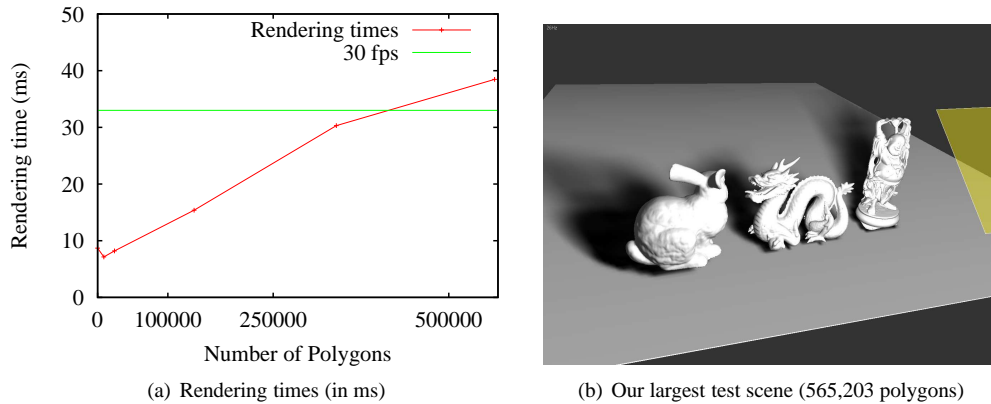 50
40
30
20
10
0
Rendering time (ms)
Rendering times
30 fps
0 100000 250000 500000
Number of Polygons
(a) Rendering times (in ms)
(b) Our largest test scene (565,203 polygons)